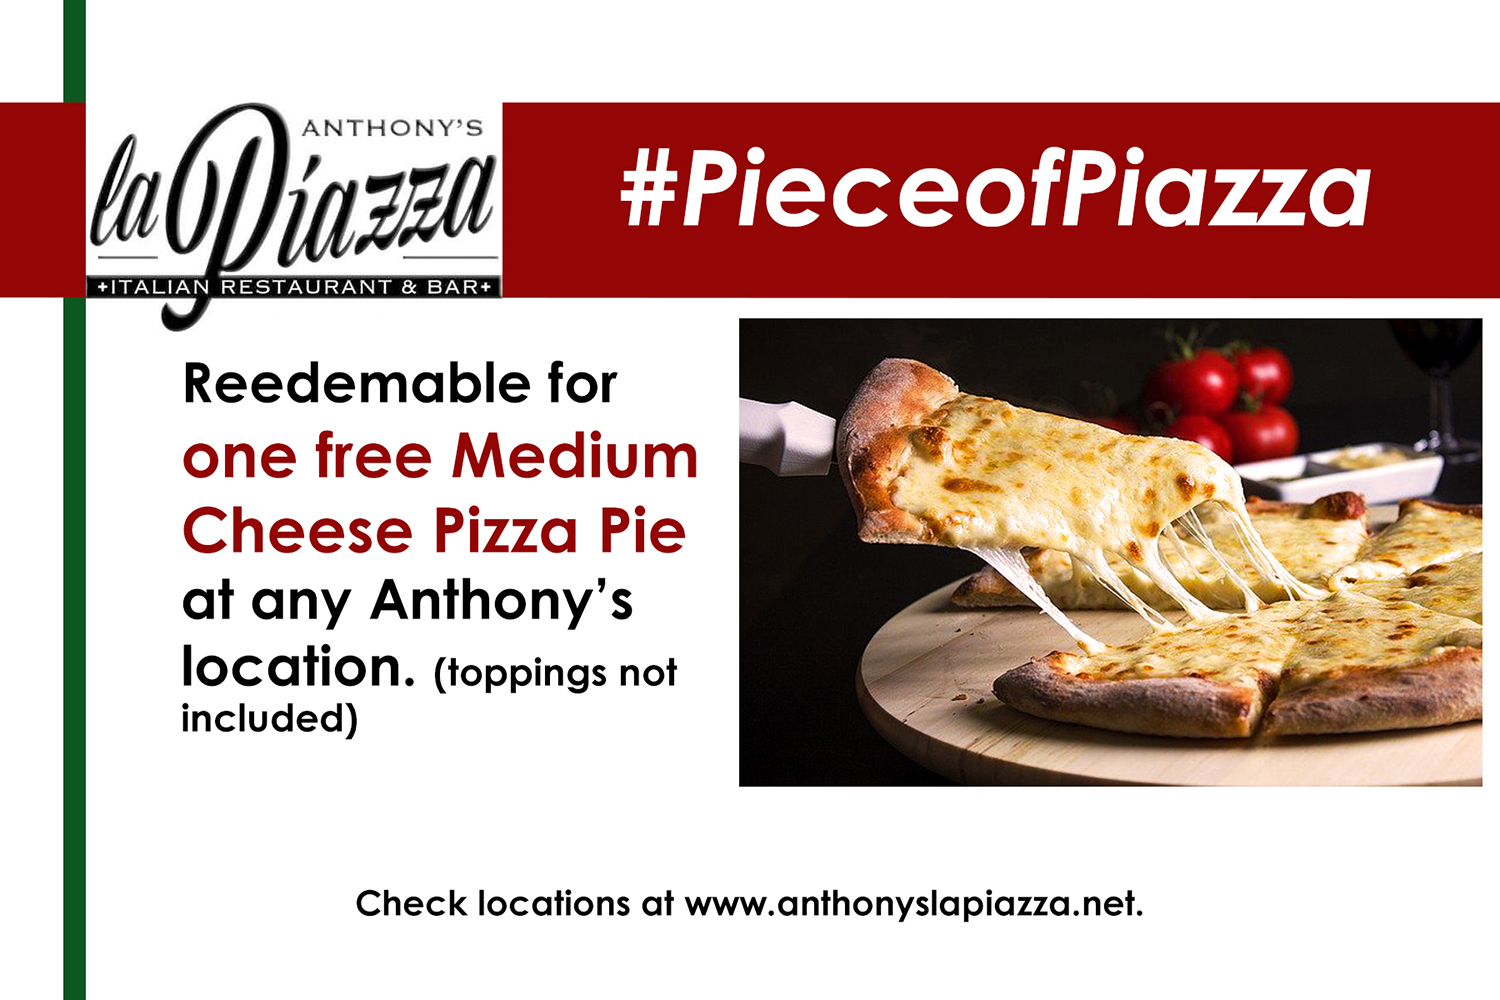 ANTHONY'S
la Piazza
+ITALIAN RESTAURANT & BAR+
#PieceofPiazza
Reedemable for
one free Medium
Cheese Pizza Pie
at any Anthony’s
location. (toppings not
included)
Check locations at www.anthonyslapiazza.net.